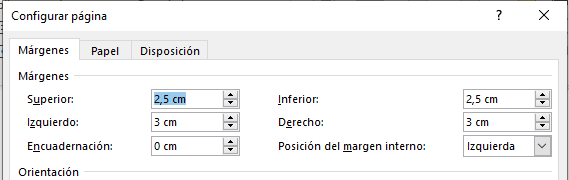 Configurar página
Márgenes Papel Disposición
Márgenes
Superior: 2,5 cm Inferior: 2,5 cm
Izquierdo: 3 cm Derecho: 3 cm
Encuadernación: 0 cm Posición del margen interno: Izquierda
Orientación